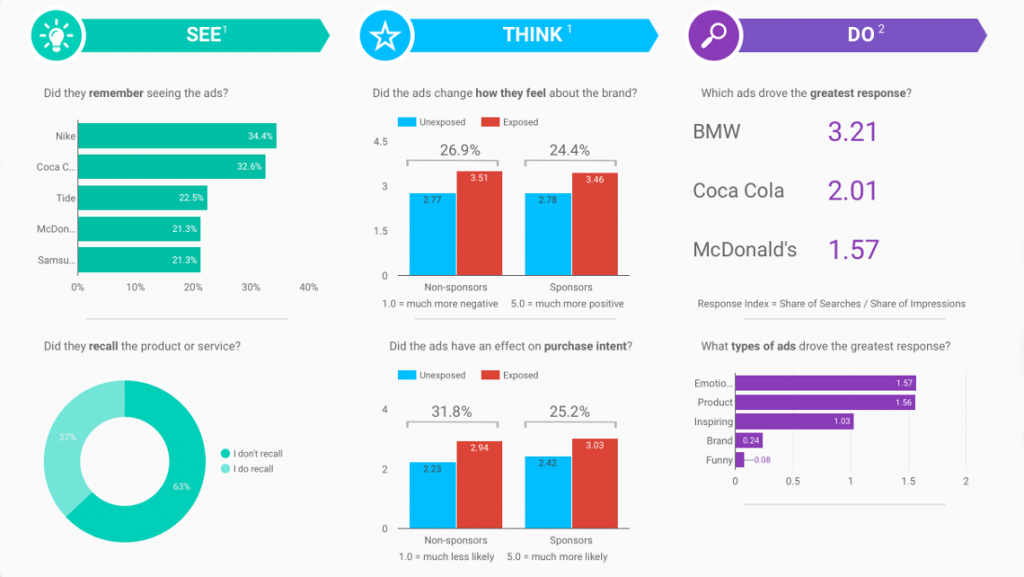 SEE1
Did they remember seeing the ads?
Nike
34.4%
Coca C...
32.6%
Tide
22.5%
McDon...
21.3%
Samsu...
21.3%
0% 10% 20% 30% 40%
Did they recall the product or service?
37%
63%
I don't recall
I do recall
THINK 1
Did the ads change how they feel about the brand?
Unexposed Exposed
4.5
3
1.5
0
26.9% 24.4%
2.77 3.51 2.78 3.46
Non-sponsors Sponsors
1.0 = much more negative 5.0 = much more positive
Did the ads have an effect on purchase intent?
Unexposed Exposed
4
2
0
31.8% 25.2%
2.23 2.94 2.42 3.03
Non-sponsors Sponsors
1.0 = much less likely 5.0 = much more likely
DO 2
Which ads drove the greatest response?
BMW 3.21
Coca Cola 2.01
McDonald's 1.57
Response Index = Share of Searches / Share of Impressions
What types of ads drove the greatest response?
Emotio... 1.57
Product 1.56
Inspiring 1.03
Brand 0.24
Funny 0.08
0 0.5 1 1.5 2